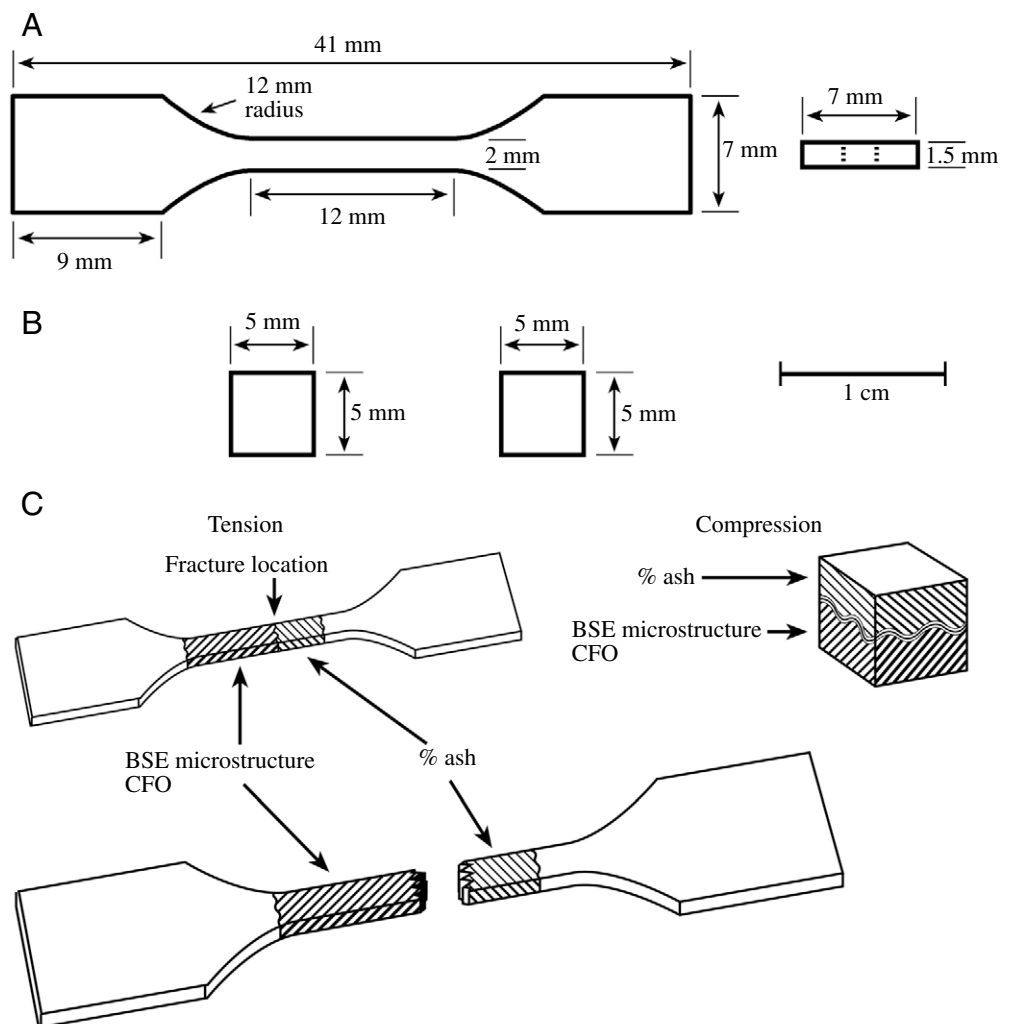 A
41 mm
12 mm
radius
7 mm
2 mm
7 mm
1.5 mm
12 mm
9 mm
B
5 mm
5 mm
5 mm
5 mm
1 cm
C
Tension
Compression
Fracture location
% ash
BSE microstructure
CFO
BSE microstructure
CFO
% ash